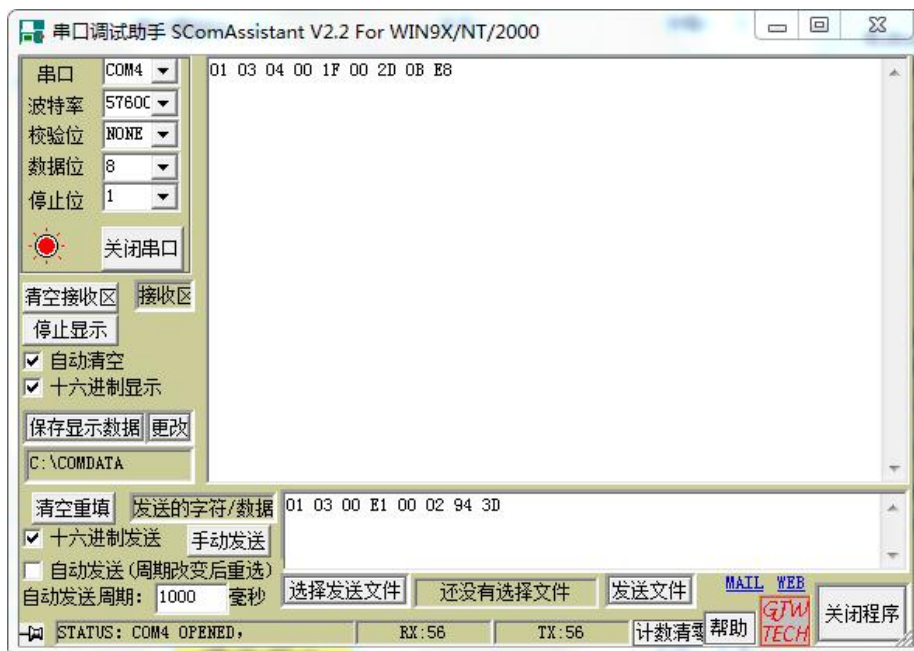 串口调试助手 SComAssistant V2.2 For WIN9X/NT/2000
串口 COM4
波特率 5760
校验位 NONE
数据位 8
停止位 1
关闭串口
清空接收区 接收区
停止显示
自动清空
十六进制显示
保存显示数据 更改
C:\COMDATA
01 03 04 00 1F 00 2D 0B E8
清空重填 发送的字符/数据 01 03 00 E1 00 02 94 3D
十六进制发送 手动发送
自动发送(周期改变后重选)
自动发送周期: 1000 毫秒 选择发送文件 还没有选择文件 发送文件 MAIL WEB
STATUS: COM4 OPENED, RX:56 TX:56 计数清零 帮助 GJW TECH 关闭程序